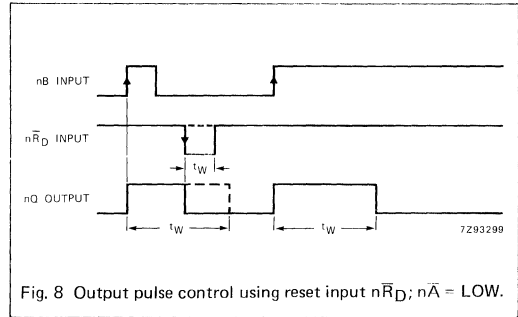 nB INPUT
nR̅D INPUT
tW
nQ OUTPUT
tW
tW
7Z93299
Fig. 8 Output pulse control using reset input nR̅D; nA̅ = LOW.